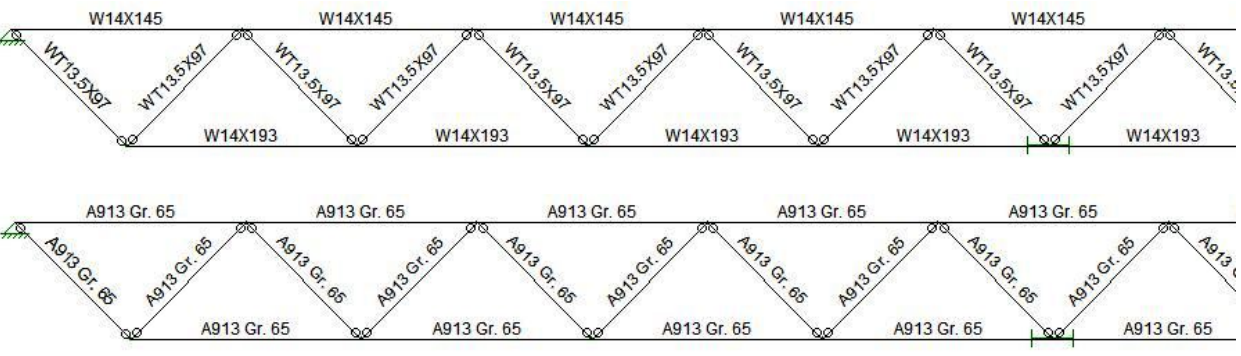 W14X145 W14X145 W14X145 W14X145 W14X145
WT13.5X97 WT13.5X97 WT13.5X97 WT13.5X97 WT13.5X97 WT13.5X97 WT13.5X97 WT13.5X97 WT13.5X97 WT13.5X97 WT13.5
W14X193 W14X193 W14X193 W14X193 W14X193
A913 Gr. 65 A913 Gr. 65 A913 Gr. 65 A913 Gr. 65 A913 Gr. 65
A913 Gr. 65 A913 Gr. 65 A913 Gr. 65 A913 Gr. 65 A913 Gr. 65 A913 Gr. 65 A913 Gr. 65 A913 Gr. 65 A913 Gr. 65 A913 Gr. 65 A913
A913 Gr. 65 A913 Gr. 65 A913 Gr. 65 A913 Gr. 65 A913 Gr. 65